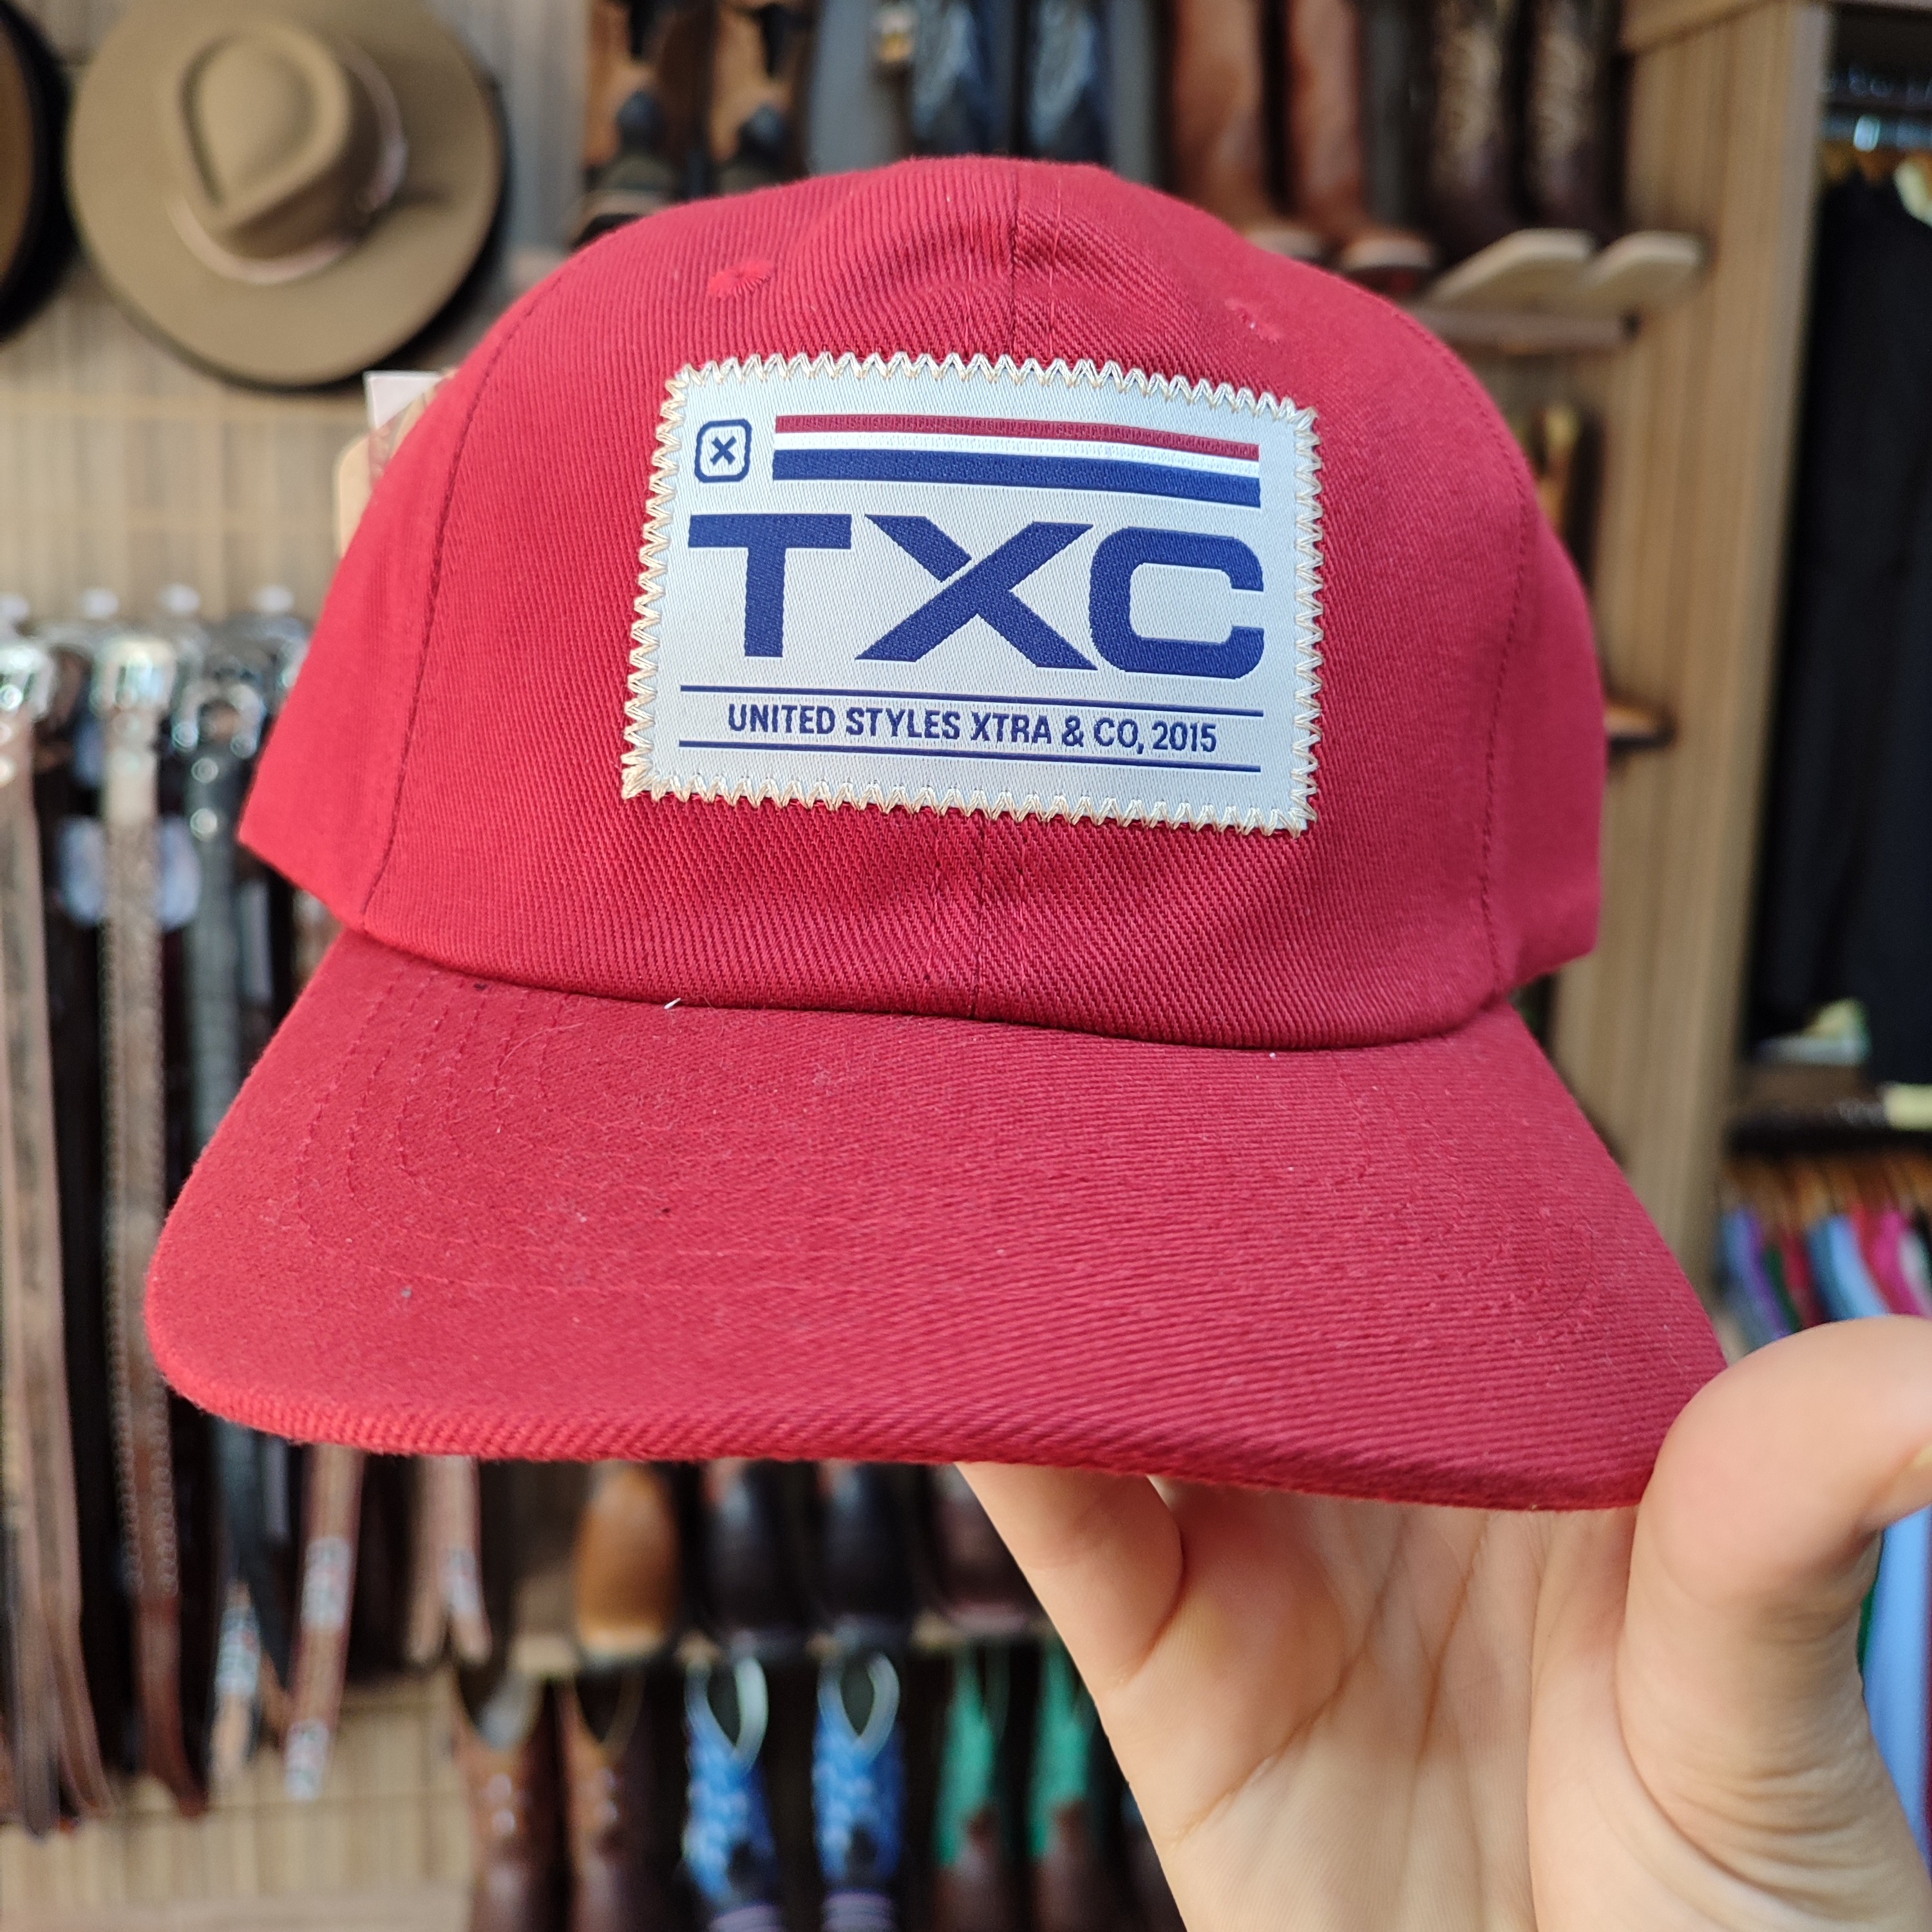 TXC
UNITED STYLES XTRA & CO, 2015